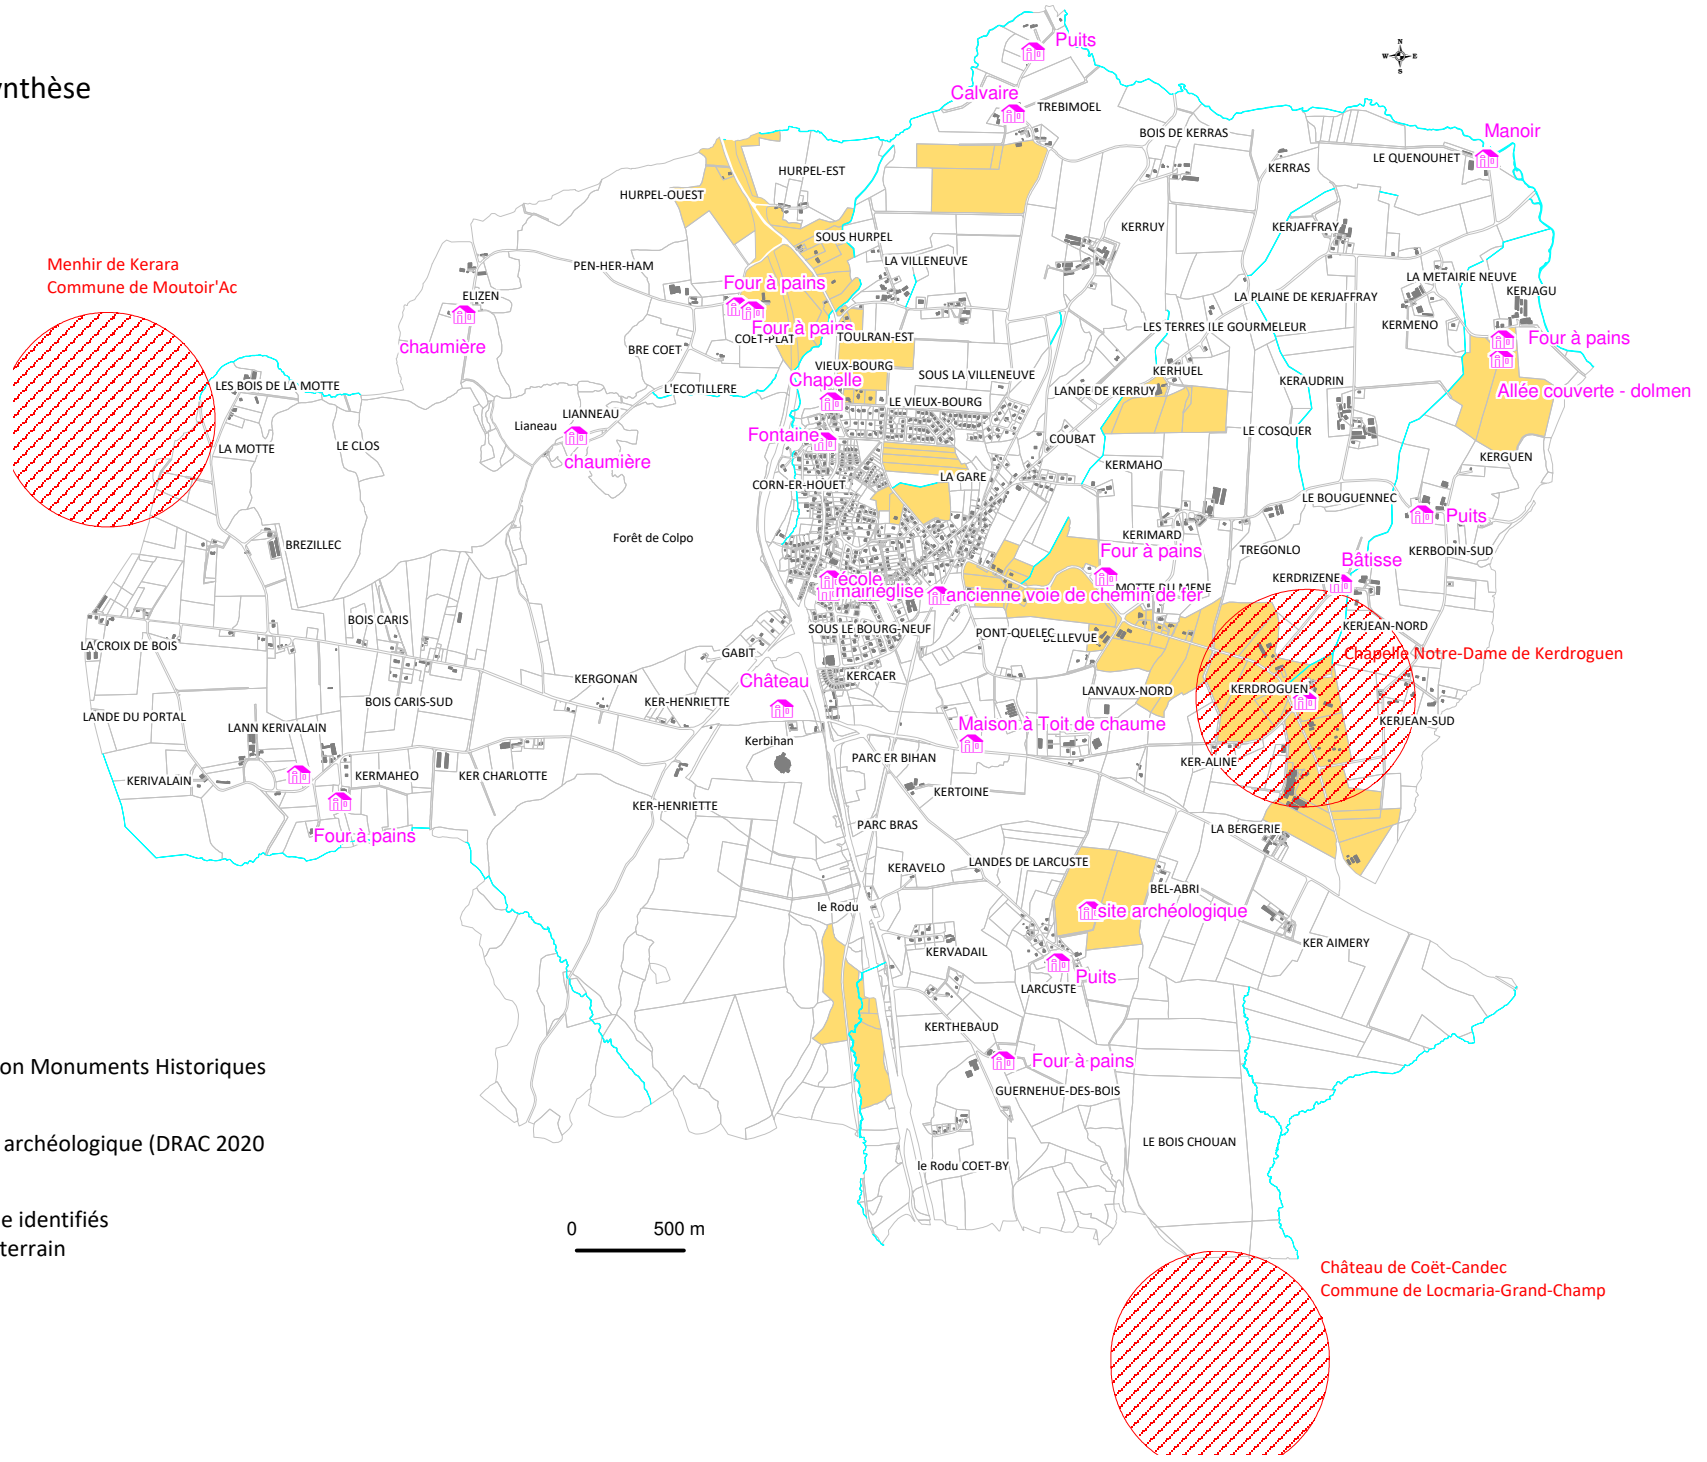 nthèse
N
W E
S
Puits
Calvaire
TREBIMOEL
BOIS DE KERRAS
Manoir
LE QUENOUHET
KERRAS
HURPEL-EST
HURPEL-OUEST
SOUS HURPEL
KERRUY
KERJAFFRAY
LA VILLENEUVE
PEN-HER-HAM
Menhir de Kerara
Commune de Moutoir'Ac
LA METAIRIE NEUVE
KERJAGU
ELIZEN
Four à pains
LA PLAINE DE KERJAFFRAY
KERMENO
LES TERRES ILE GOURMELEUR
Four à pains
COET-PLAT
TOULRAN-EST
Four à pains
chaumière
BRE COET
VIEUX-BOURG
SOUS LA VILLENEUVE
KERHUEL
KERAUDRIN
Chapelle
LES BOIS DE LA MOTTE
L'ECOTILLERE
LE VIEUX-BOURG
LANDE DE KERRUY
Allée couverte - dolmen
LIANNEAU
Lianeau
Fontaine
COUBAT
LE COSQUER
LA MOTTE
LE CLOS
chaumière
KERMAHO
KERGUEN
CORN-ER-HOUET
LA GARE
LE BOUGUENNEC
Puits
BREZILLEC
Forêt de Colpo
KERIMARD
Four à pains
TREGONLO
KERBODIN-SUD
Bâtisse
école
MOTTE DU MENE
KERDRIZENE
mairie
église
ancienne voie de chemin de fer
BOIS CARIS
SOUS LE BOURG-NEUF
PONT-QUELEC
ELLEVUE
KERJEAN-NORD
LA CROIX DE BOIS
GABIT
Chapelle Notre-Dame de Kerdroguen
KERCAER
KERGONAN
Château
LANVAUX-NORD
KERDROGUEN
BOIS CARIS-SUD
KER-HENRIETTE
LANDE DU PORTAL
LANN KERIVALAIN
Maison à Toit de chaume
KERJEAN-SUD
Kerbihan
PARC ER BIHAN
KER-ALINE
KERIVALAIN
KERMAHEO
KER CHARLOTTE
KER-HENRIETTE
KERTOINE
Four à pains
PARC BRAS
LA BERGERIE
KERAVELO
LANDES DE LARCUSTE
BEL-ABRI
le Rodu
site archéologique
KERVADAIL
KER AIMERY
Puits
LARCUSTE
KERTHEBAUD
Four à pains
on Monuments Historiques
GUERNEHUE-DES-BOIS
archéologique (DRAC 2020
LE BOIS CHOUAN
le Rodu COET-BY
e identifiés
terrain
0 500 m
Château de Coët-Candec
Commune de Locmaria-Grand-Champ